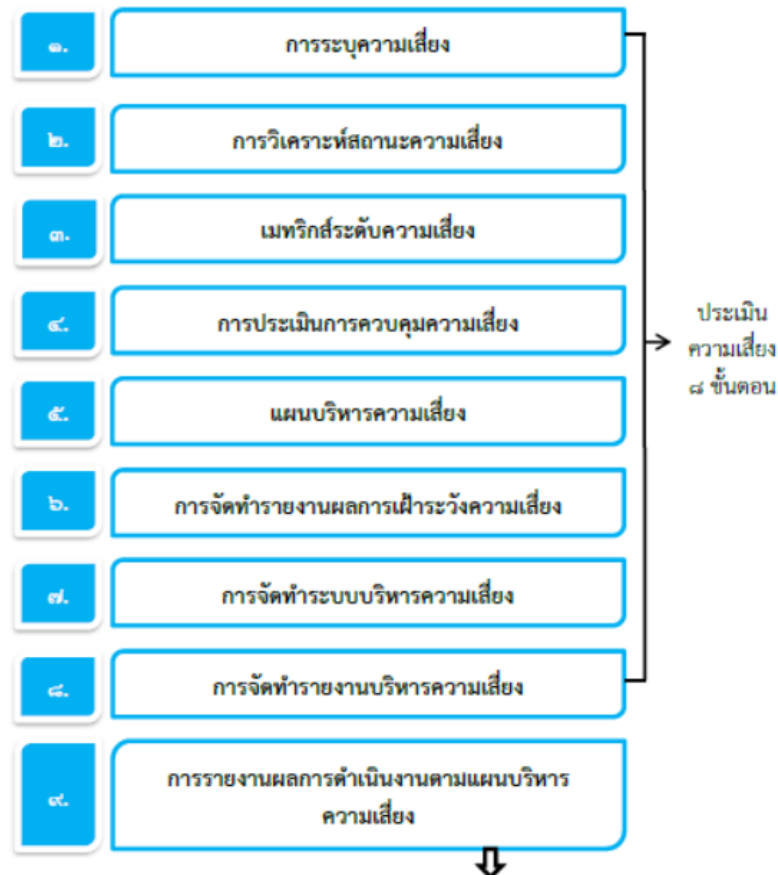 ๑. การระบุความเสี่ยง
๒. การวิเคราะห์สถานะความเสี่ยง
๓. เมทริกส์ระดับความเสี่ยง
๔. การประเมินการควบคุมความเสี่ยง
๕. แผนบริหารความเสี่ยง
๖. การจัดทำรายงานผลการเฝ้าระวังความเสี่ยง
๗. การจัดทำระบบบริหารความเสี่ยง
๘. การจัดทำรายงานบริหารความเสี่ยง
๙. การรายงานผลการดำเนินงานตามแผนบริหาร
ความเสี่ยง
ประเมิน
ความเสี่ยง
๘ ขั้นตอน